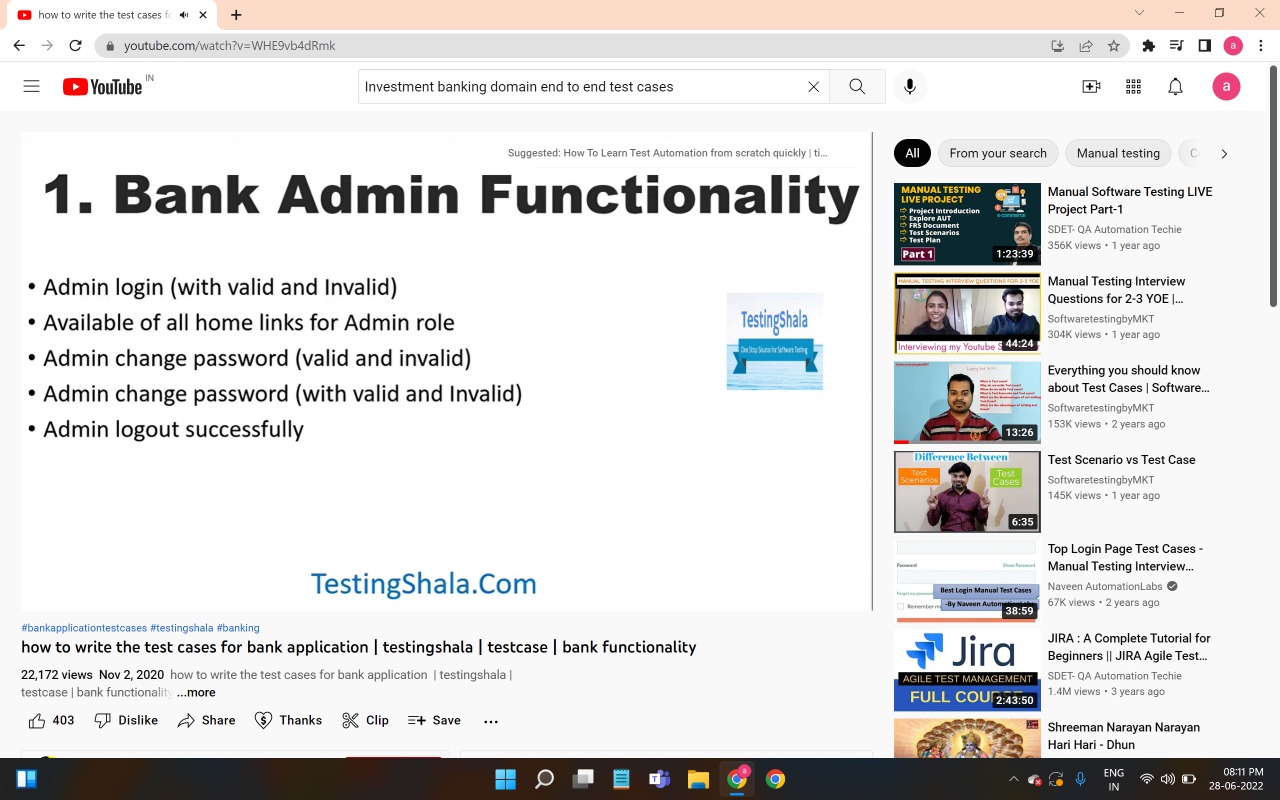 how to write the test cases fo
youtube.com/watch?v=WHE9vb4dRmk
YouTube IN
Investment banking domain end to end test cases
a
a
Suggested: How To Learn Test Automation from scratch quickly | ti...
1. Bank Admin Functionality
• Admin login (with valid and Invalid)
• Available of all home links for Admin role
• Admin change password (valid and invalid)
• Admin change password (with valid and Invalid)
• Admin logout successfully
TestingShala
One Stop Source for Software Testing
TestingShala.Com
#bankapplicationtestcases #testingshala #banking
how to write the test cases for bank application | testingshala | testcase | bank functionality
22,172 views Nov 2, 2020 how to write the test cases for bank application | testingshala |
testcase | bank functionality ...more
403 Dislike Share Thanks Clip Save ...
All From your search Manual testing C
MANUAL TESTING
LIVE PROJECT
Project Introduction
Explore AUT
FRS Document
Test Scenarios
Test Plan
e-commerce
Part 1
1:23:39
Manual Software Testing LIVE
Project Part-1
SDET- QA Automation Techie
356K views • 1 year ago
MANUAL TESTING INTERVIEW QUESTIONS FOR 2-3 YOE
Interviewing my Youtube S
44:24
Manual Testing Interview
Questions for 2-3 YOE |...
SoftwaretestingbyMKT
304K views • 1 year ago
13:26
Everything you should know
about Test Cases | Software...
SoftwaretestingbyMKT
153K views • 2 years ago
Difference Between
Test Scenarios
Test Cases
6:35
Test Scenario vs Test Case
SoftwaretestingbyMKT
145K views • 1 year ago
Password Show Password
Forgot my password
Remember me
Best Login Manual Test Cases
-By Naveen Automation
38:59
Top Login Page Test Cases -
Manual Testing Interview...
Naveen AutomationLabs
67K views • 2 years ago
Jira
AGILE TEST MANAGEMENT
FULL COURSE
2:43:50
JIRA : A Complete Tutorial for
Beginners || JIRA Agile Test...
SDET- QA Automation Techie
1.4M views • 3 years ago
Shreeman Narayan Narayan
Hari Hari - Dhun
ENG
IN
08:11 PM
28-06-2022